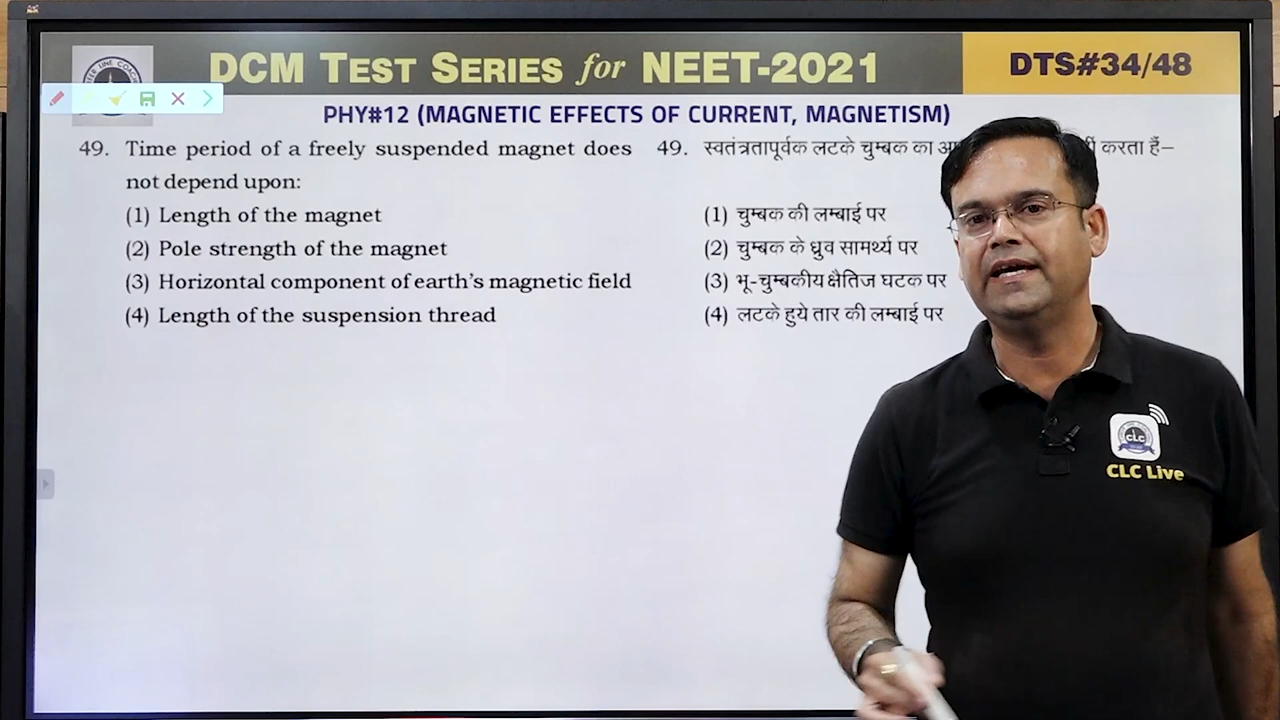 DCM TEST SERIES for NEET-2021
DTS#34/48
PHY#12 (MAGNETIC EFFECTS OF CURRENT, MAGNETISM)
49. Time period of a freely suspended magnet does
not depend upon:
(1) Length of the magnet
(2) Pole strength of the magnet
(3) Horizontal component of earth's magnetic field
(4) Length of the suspension thread
49. स्वतंत्रतापूर्वक लटके चुम्बक का करता हैं–
(1) चुम्बक की लम्बाई पर
(2) चुम्बक के ध्रुव सामर्थ्य पर
(3) भू-चुम्बकीय क्षैतिज घटक पर
(4) लटके हुये तार की लम्बाई पर
CLC
CLC Live